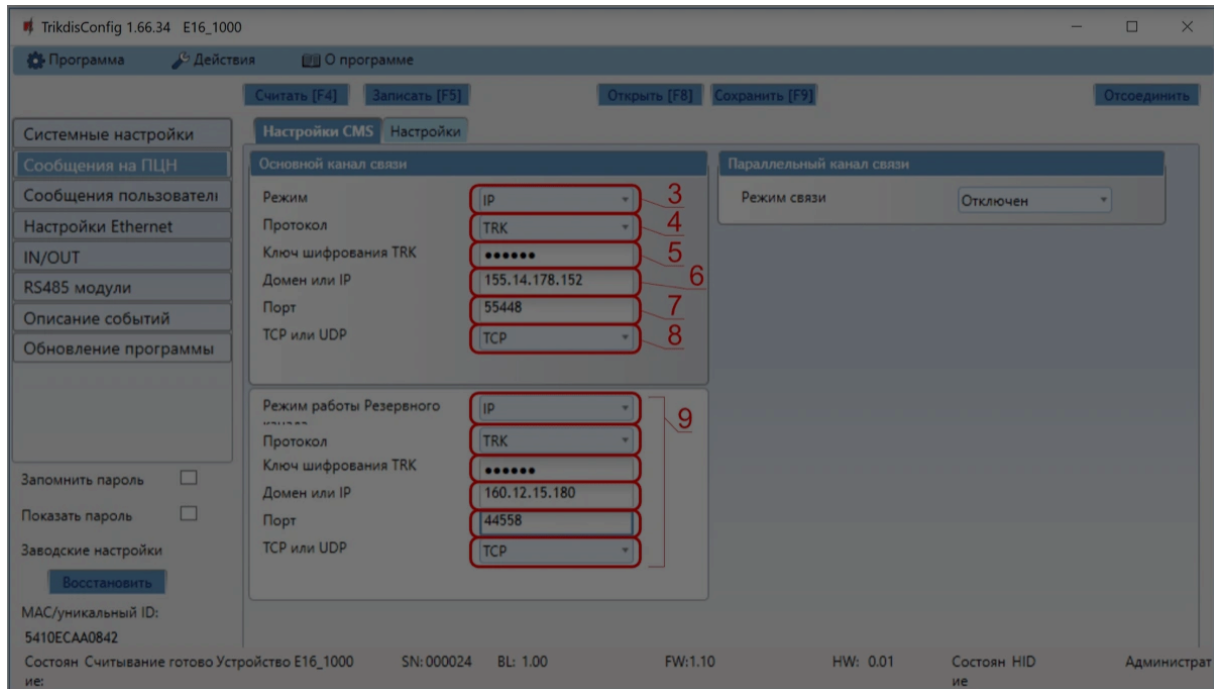 TrikdisConfig 1.66.34 E16_1000
Программа Действия О программе
Считать [F4] Записать [F5] Открыть [F8] Сохранить [F9] Отсоединить
Системные настройки
Сообщения на ПЦН
Сообщения пользователı
Настройки Ethernet
IN/OUT
RS485 модули
Описание событий
Обновление программы
Запомнить пароль
Показать пароль
Заводские настройки
Восстановить
MAC/уникальный ID:
5410ECAA0842
Настройки CMS Настройки
Основной канал связи
Режим IP 3
Протокол TRK 4
Ключ шифрования TRK •••••• 5
Домен или IP 155.14.178.152 6
Порт 55448 7
TCP или UDP TCP 8
Режим работы Резервного IP
9
Протокол TRK
Ключ шифрования TRK ••••••
Домен или IP 160.12.15.180
Порт 44558
TCP или UDP TCP
Параллельный канал связи
Режим связи Отключен
Состоян Считывание готово Устройство E16_1000 SN: 000024 BL: 1.00 FW:1.10 HW: 0.01 Состоян HID Администрат
ие: ие